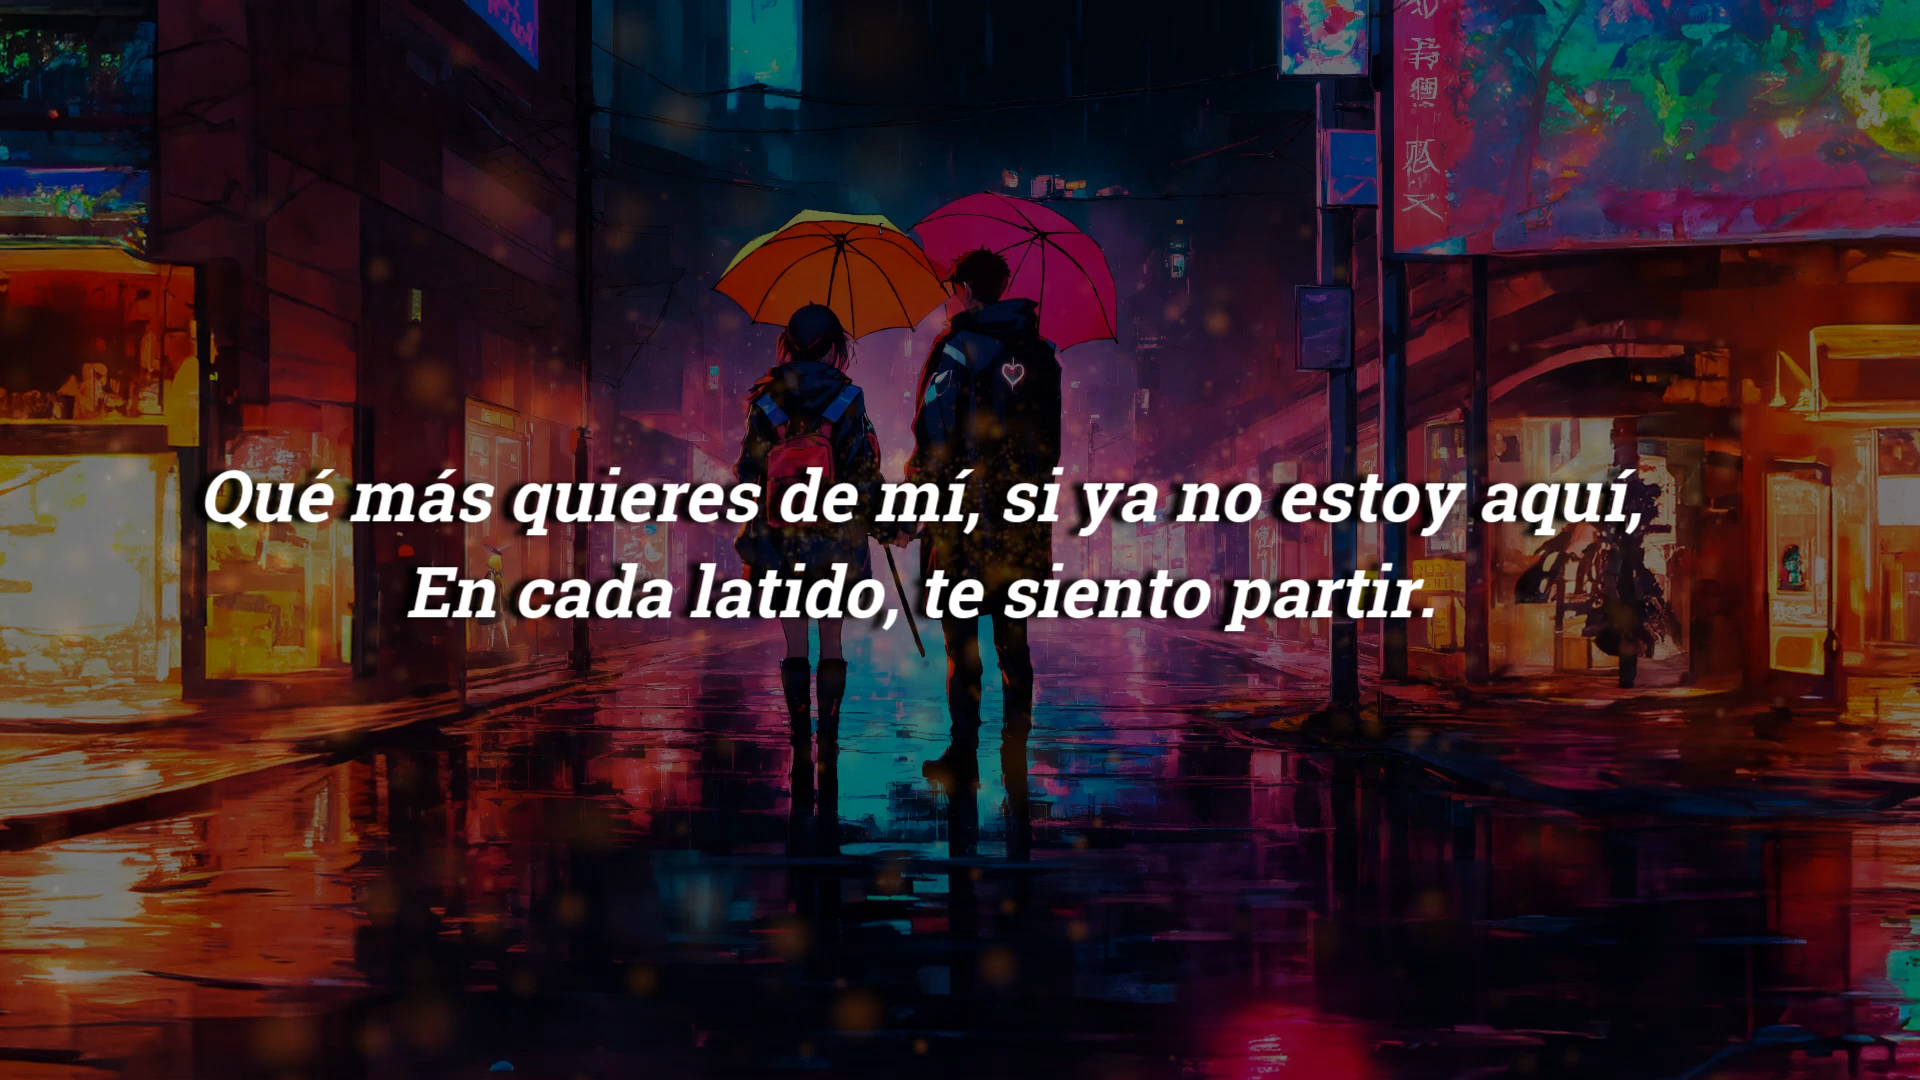 Qué más quieres de mí, si ya no estoy aquí,
En cada latido, te siento partir.